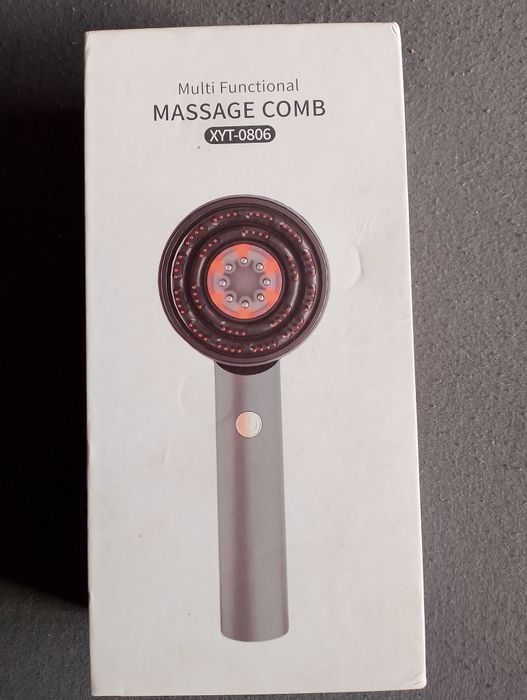 Multi Functional
MASSAGE COMB
XYT-0806